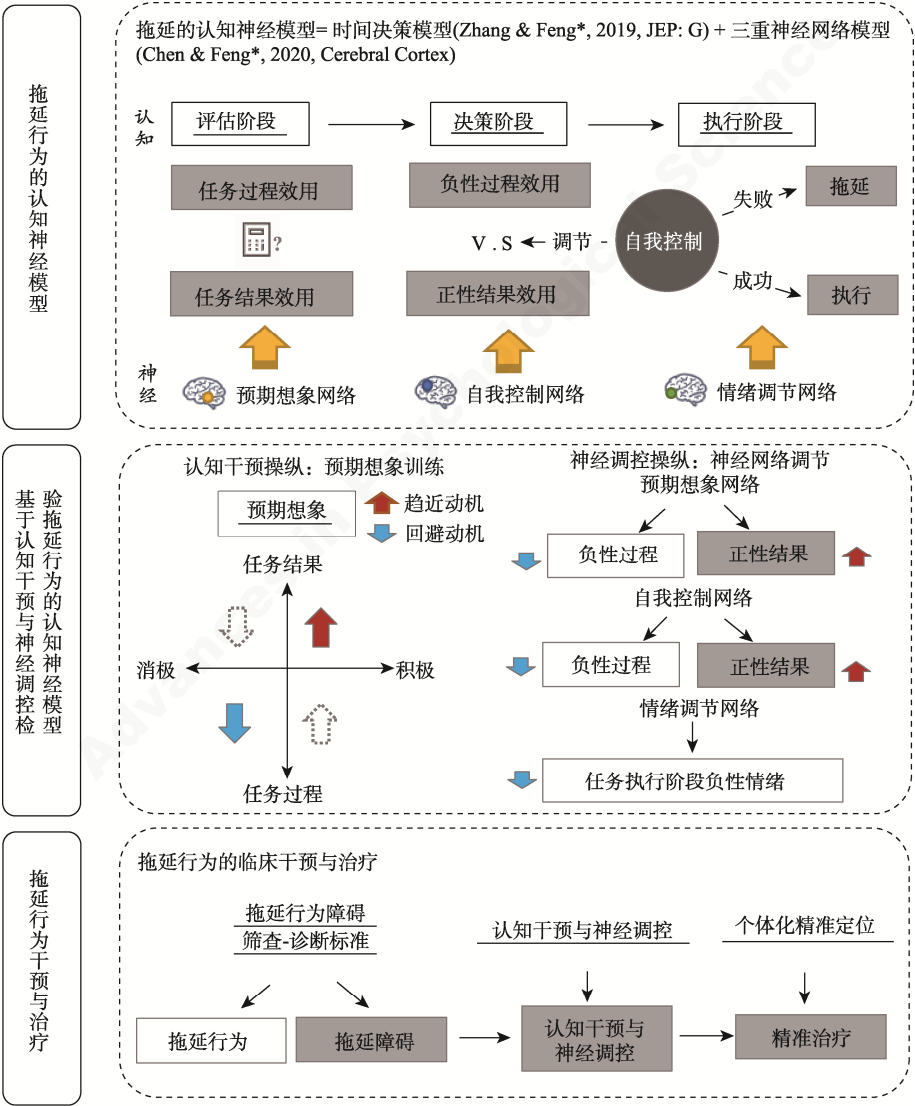 拖延行为的认知神经模型
拖延的认知神经模型= 时间决策模型(Zhang & Feng*, 2019, JEP: G) + 三重神经网络模型
(Chen & Feng*, 2020, Cerebral Cortex)
认知
评估阶段
决策阶段
执行阶段
任务过程效用
负性过程效用
?
V . S
调节
自我控制
失败
拖延
成功
执行
任务结果效用
正性结果效用
神经
预期想象网络
自我控制网络
情绪调节网络
基于认知干预与神经调控检
验拖延行为的认知神经模型
认知干预操纵：预期想象训练
预期想象
趋近动机
回避动机
任务结果
消极
积极
任务过程
神经调控操纵：神经网络调节
预期想象网络
负性过程
正性结果
自我控制网络
负性过程
正性结果
情绪调节网络
任务执行阶段负性情绪
拖延行为干预与治疗
拖延行为的临床干预与治疗
拖延行为障碍
筛查-诊断标准
认知干预与神经调控
个体化精准定位
拖延行为
拖延障碍
认知干预与
神经调控
精准治疗
Advances in Psychological Science